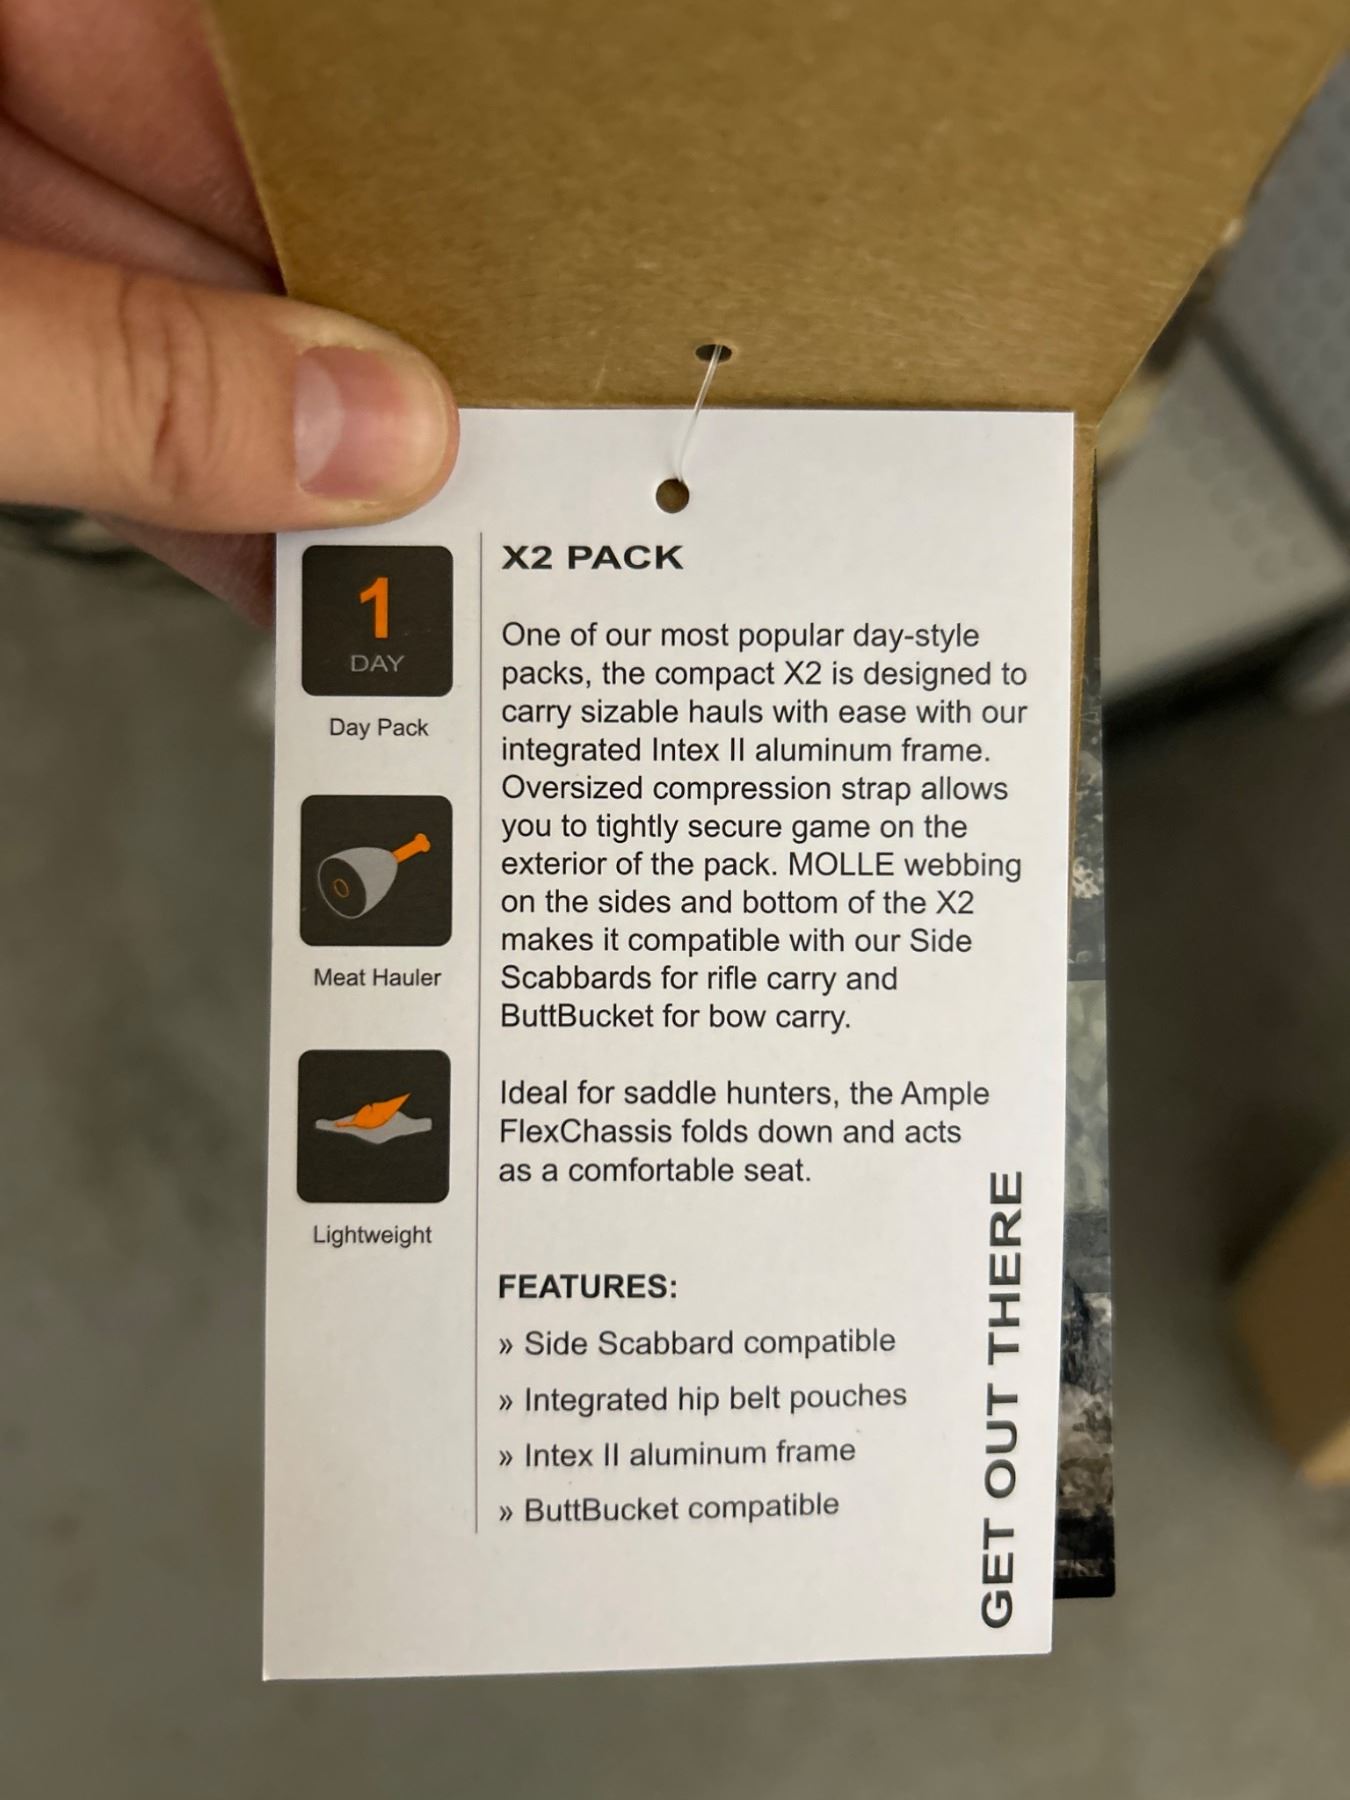 1
DAY
Day Pack
Meat Hauler
Lightweight
X2 PACK
One of our most popular day-style
packs, the compact X2 is designed to
carry sizable hauls with ease with our
integrated Intex II aluminum frame.
Oversized compression strap allows
you to tightly secure game on the
exterior of the pack. MOLLE webbing
on the sides and bottom of the X2
makes it compatible with our Side
Scabbards for rifle carry and
ButtBucket for bow carry.
Ideal for saddle hunters, the Ample
FlexChassis folds down and acts
as a comfortable seat.
FEATURES:
» Side Scabbard compatible
» Integrated hip belt pouches
» Intex II aluminum frame
» ButtBucket compatible
GET OUT THERE